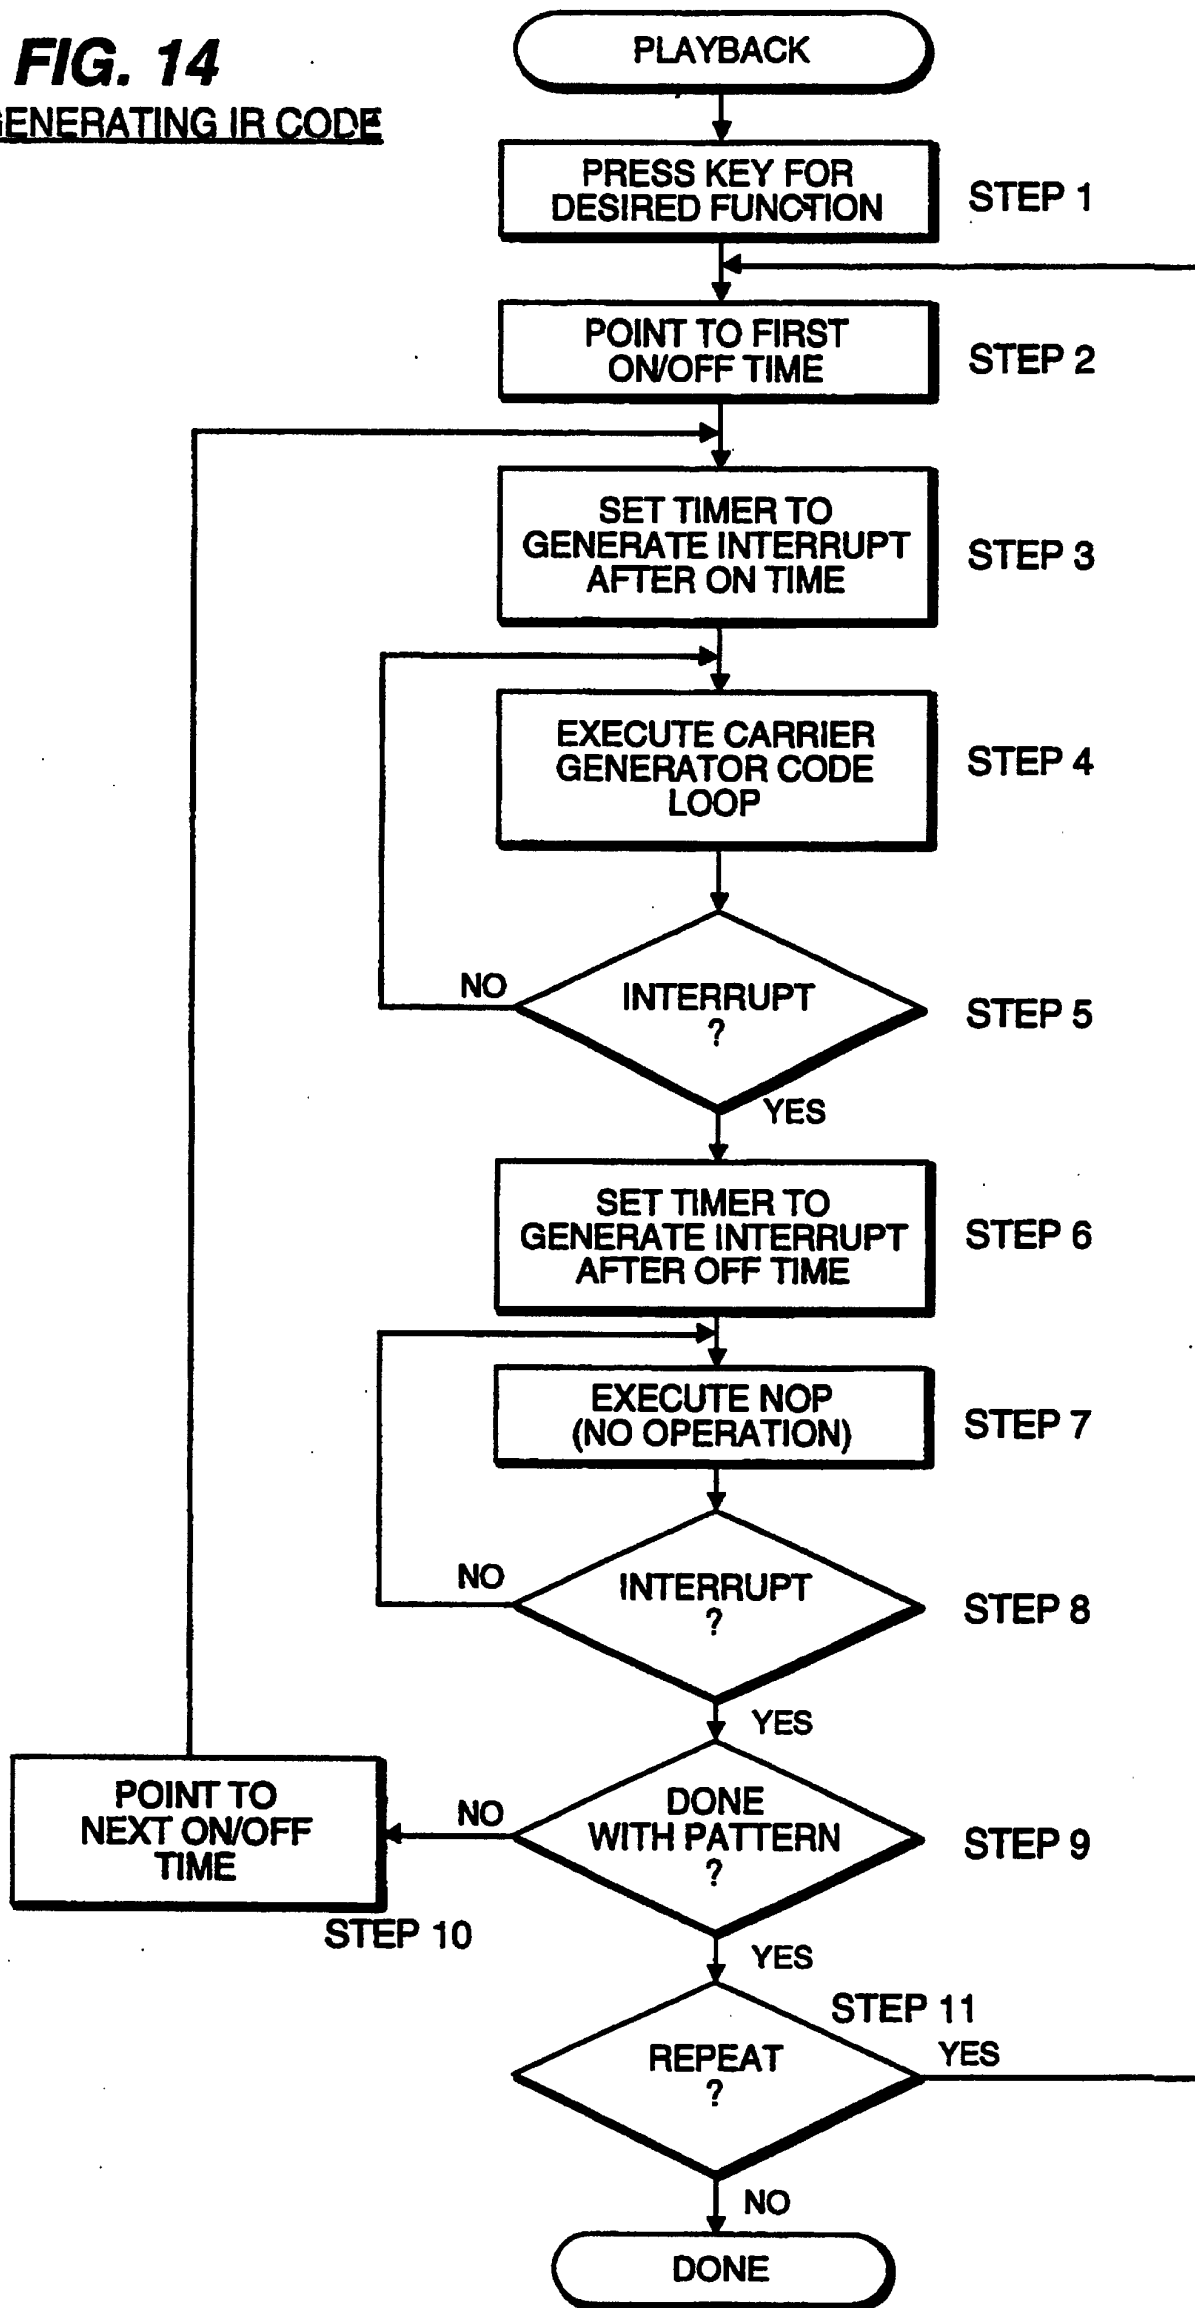 FIG. 14
GENERATING IR CODE
PLAYBACK
PRESS KEY FOR
DESIRED FUNCTION
STEP 1
POINT TO FIRST
ON/OFF TIME
STEP 2
SET TIMER TO
GENERATE INTERRUPT
AFTER ON TIME
STEP 3
EXECUTE CARRIER
GENERATOR CODE
LOOP
STEP 4
INTERRUPT
?
STEP 5
NO
YES
SET TIMER TO
GENERATE INTERRUPT
AFTER OFF TIME
STEP 6
EXECUTE NOP
(NO OPERATION)
STEP 7
INTERRUPT
?
STEP 8
NO
YES
DONE
WITH PATTERN
?
STEP 9
NO
POINT TO
NEXT ON/OFF
TIME
STEP 10
YES
STEP 11
REPEAT
?
YES
NO
DONE